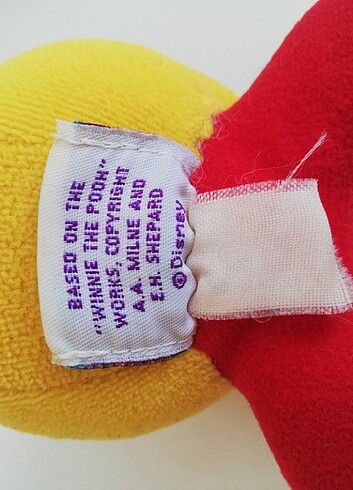 BASED ON THE
„WINNIE THE POOH”
WORKS, COPYRIGHT
A.A. MILNE AND
E.H. SHEPARD
©Disney